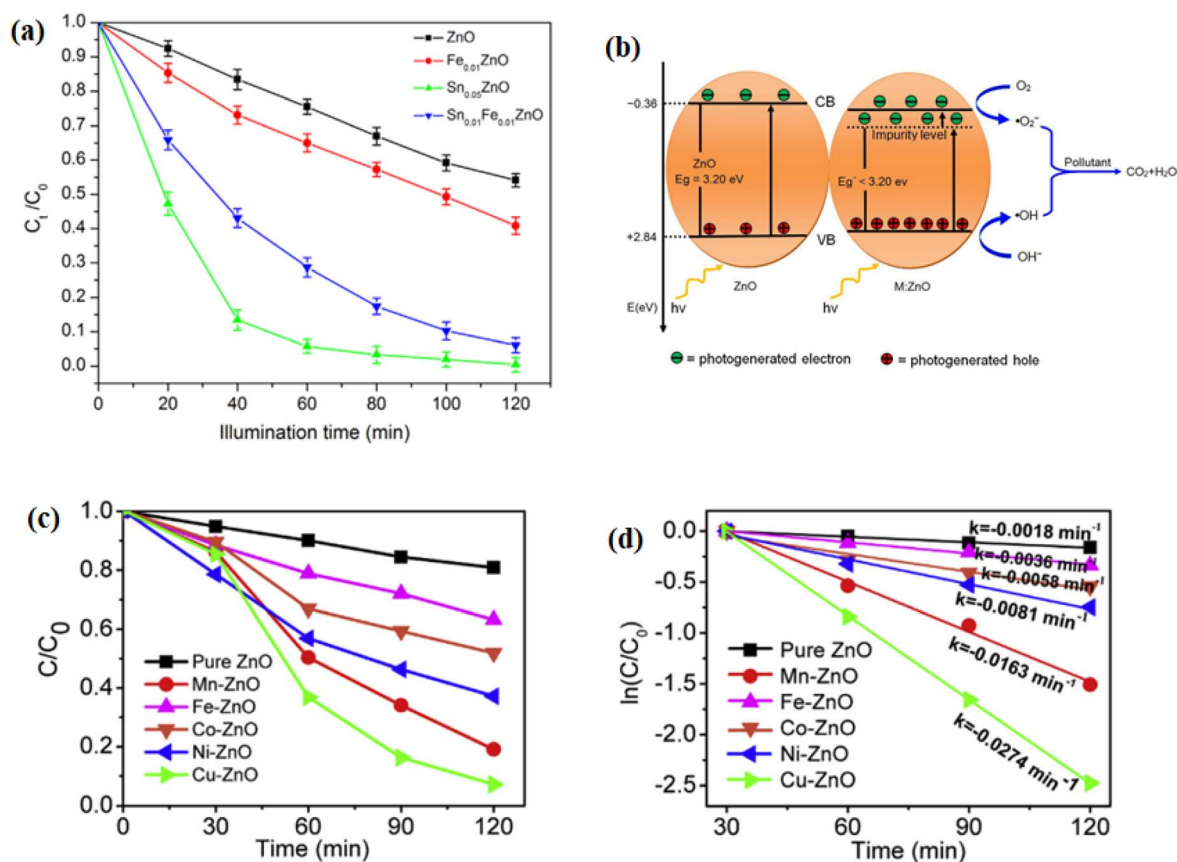 (a)
1.0
0.9
0.8
0.7
0.6
0.5
0.4
0.3
0.2
0.1
0.0
Cₜ/C₀
0 20 40 60 80 100 120
Illumination time (min)
ZnO
Fe₀.₀₁ZnO
Sn₀.₀₅ZnO
Sn₀.₀₁Fe₀.₀₁ZnO
(b)
−0.36
+2.84
E(eV)
ZnO
Eg = 3.20 eV
CB
VB
hν
ZnO
Impurity level
Eg´ < 3.20 ev
hν
M:ZnO
O₂
•O₂⁻
Pollutant
CO₂+H₂O
•OH
OH⁻
= photogenerated electron
= photogenerated hole
(c)
1.0
0.8
0.6
0.4
0.2
0.0
C/C₀
0 30 60 90 120
Time (min)
Pure ZnO
Mn-ZnO
Fe-ZnO
Co-ZnO
Ni-ZnO
Cu-ZnO
(d)
0.0
-0.5
-1.0
-1.5
-2.0
-2.5
ln(C/C₀)
30 60 90 120
Time (min)
k=-0.0018 min⁻¹
k=-0.0036 min⁻¹
k=-0.0058 min⁻¹
k=-0.0081 min⁻¹
k=-0.0163 min⁻¹
k=-0.0274 min⁻¹
Pure ZnO
Mn-ZnO
Fe-ZnO
Co-ZnO
Ni-ZnO
Cu-ZnO